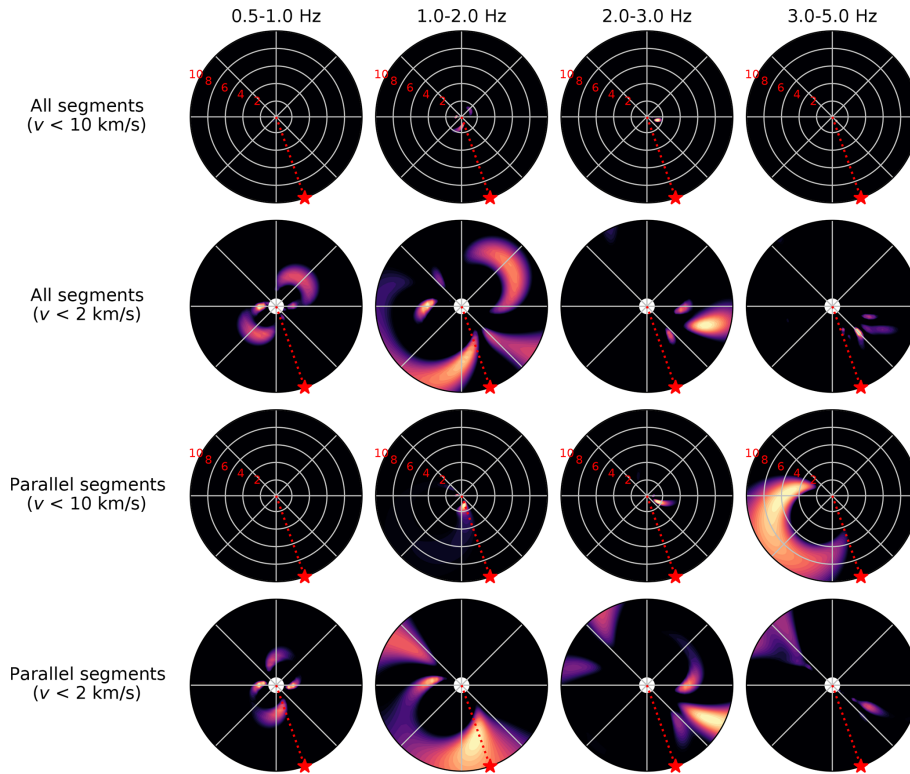 0.5-1.0 Hz 1.0-2.0 Hz 2.0-3.0 Hz 3.0-5.0 Hz
All segments
(v < 10 km/s)
10 8 6 4 2 10 8 6 4 2 10 8 6 4 2 10 8 6 4 2
All segments
(v < 2 km/s)
Parallel segments
(v < 10 km/s)
10 8 6 4 2 10 8 6 4 2 10 8 6 4 2 10 8 6 4 2
Parallel segments
(v < 2 km/s)